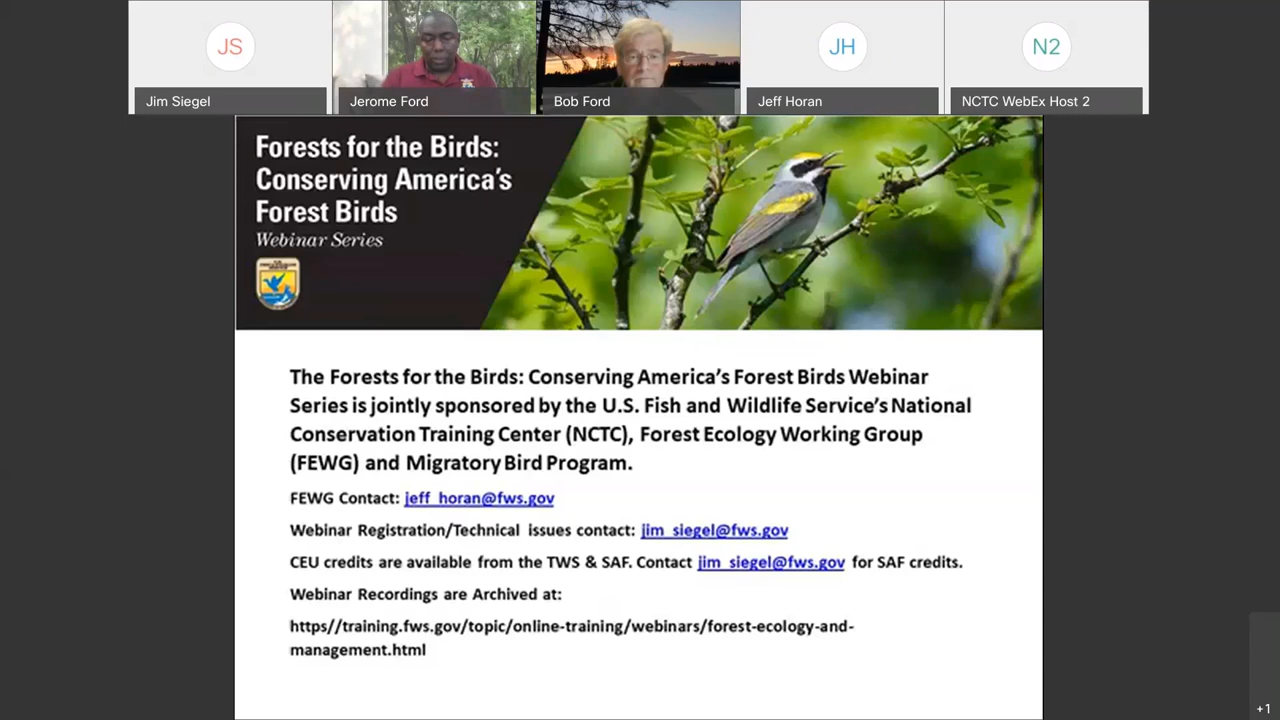 JS
JH
N2
Jim Siegel
Jerome Ford
Bob Ford
Jeff Horan
NCTC WebEx Host 2
Forests for the Birds:
Conserving America's
Forest Birds
Webinar Series
The Forests for the Birds: Conserving America's Forest Birds Webinar
Series is jointly sponsored by the U.S. Fish and Wildlife Service's National
Conservation Training Center (NCTC), Forest Ecology Working Group
(FEWG) and Migratory Bird Program.
FEWG Contact: jeff_horan@fws.gov
Webinar Registration/Technical issues contact: jim_siegel@fws.gov
CEU credits are available from the TWS & SAF. Contact jim_siegel@fws.gov for SAF credits.
Webinar Recordings are Archived at:
https//training.fws.gov/topic/online-training/webinars/forest-ecology-and-
management.html
+1